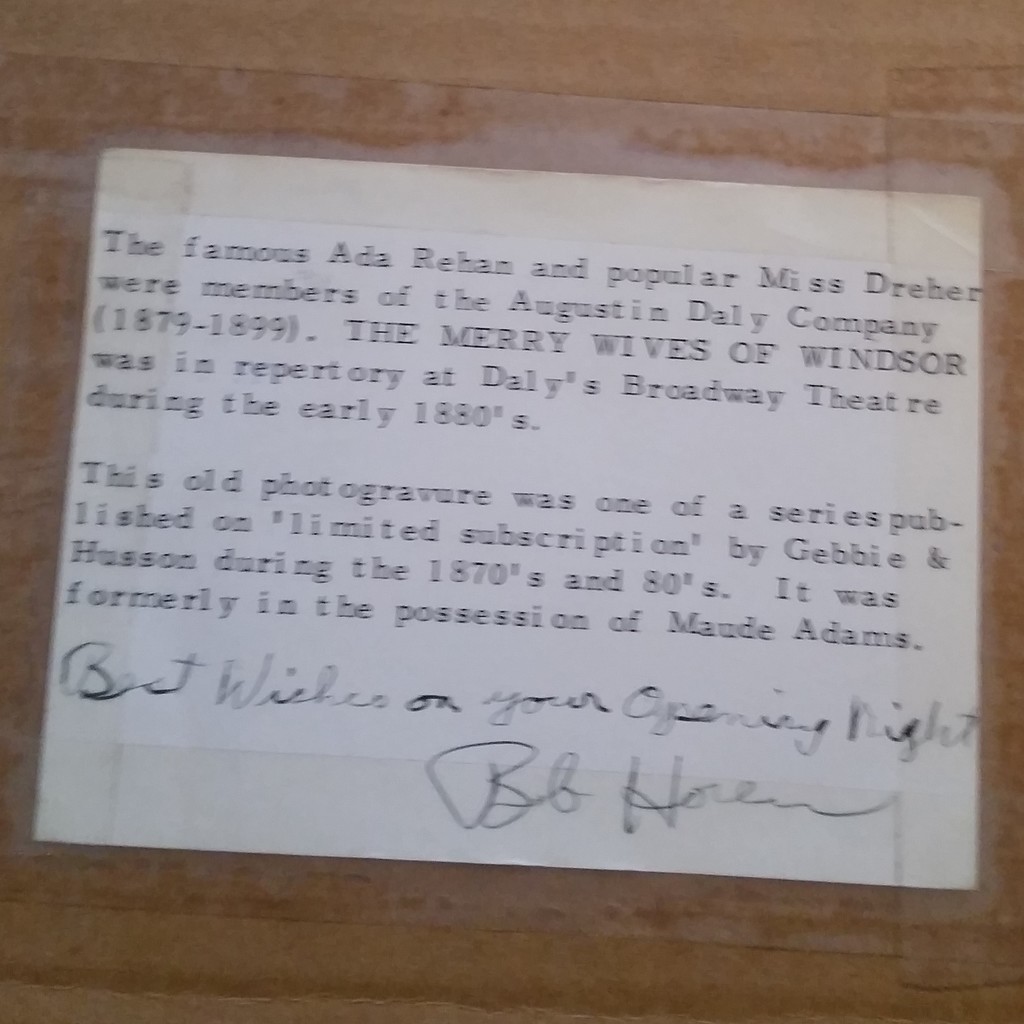 The famous Ada Rehan and popular Miss Dreher
were members of the Augustin Daly Company
(1879-1899). THE MERRY WIVES OF WINDSOR
was in repertory at Daly's Broadway Theatre
during the early 1880's.
This old photogravure was one of a series pub-
lished on "limited subscription" by Gebbie &
Husson during the 1870's and 80's. It was
formerly in the possession of Maude Adams.
Best Wishes on your Opening Night
Bob